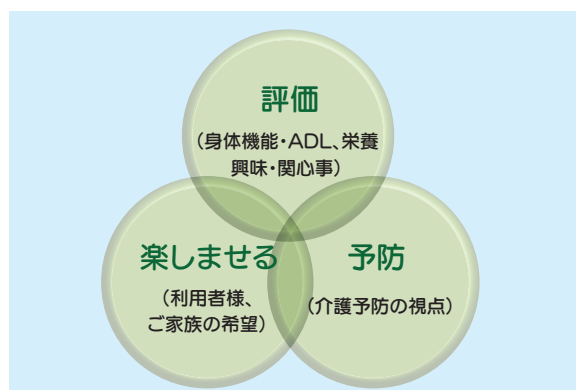 評価
（身体機能・ADL、栄養
興味・関心事）
楽しませる
（利用者様、
ご家族の希望）
予防
（介護予防の視点）